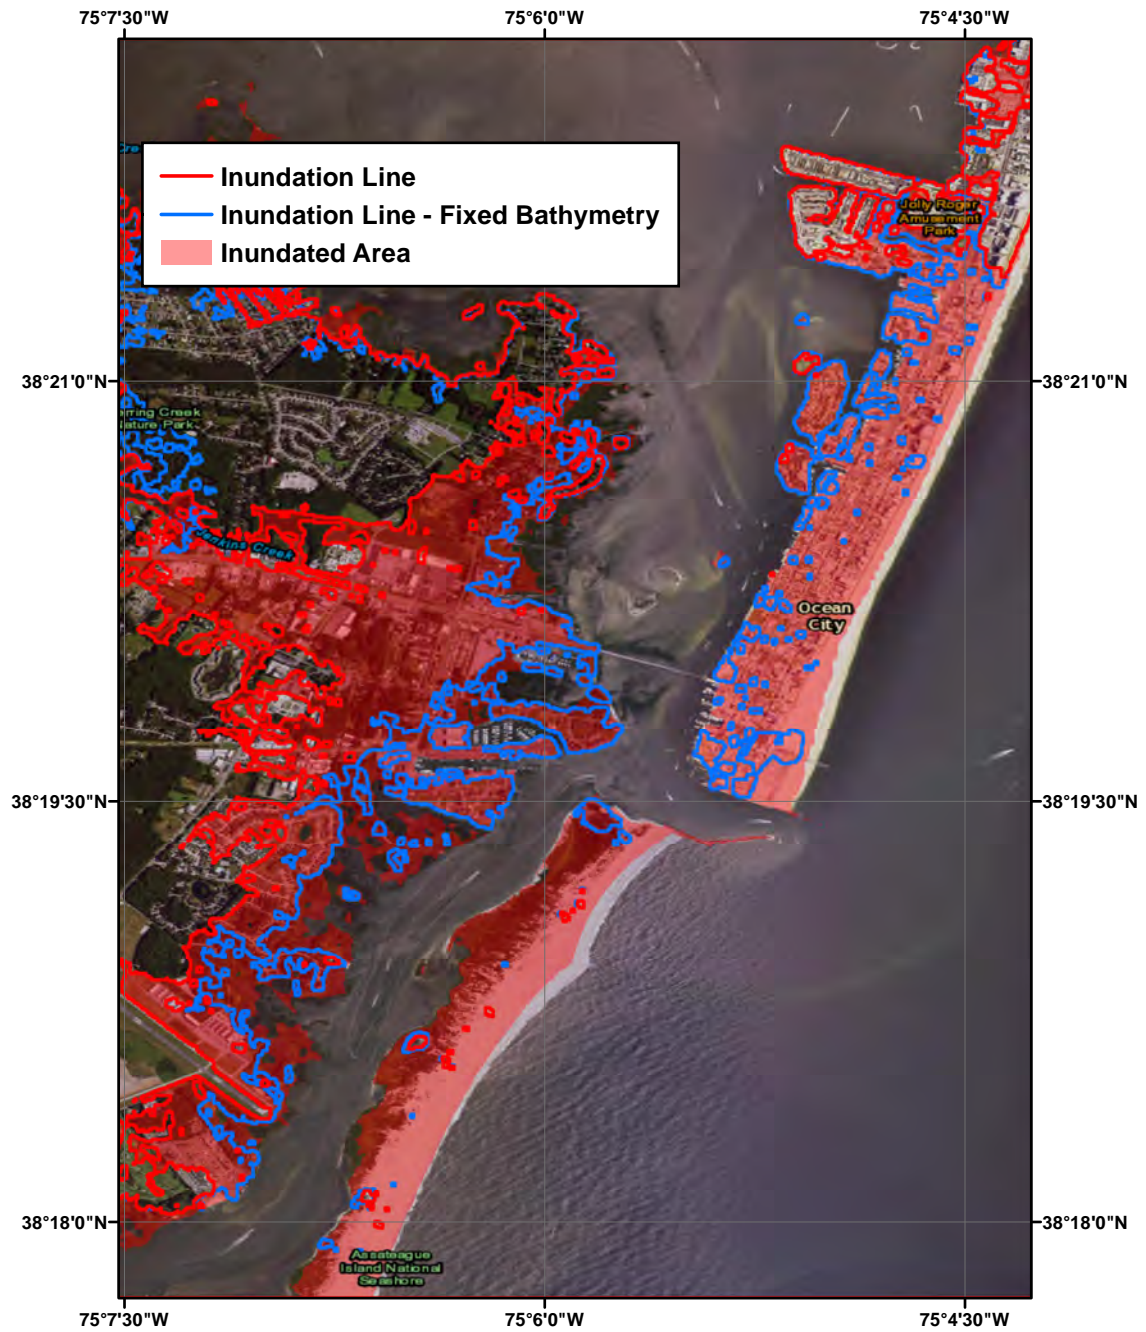 75°7'30"W 75°6'0"W 75°4'30"W
Cre
Inundation Line
Inundation Line - Fixed Bathymetry
Inundated Area
Jolly Roger
Amusement
Park
38°21'0"N 38°21'0"N
erring Creek
Nature Park
Jenkins Creek
Ocean
City
38°19'30"N 38°19'30"N
38°18'0"N 38°18'0"N
Assateague
Island National
Seashore
75°7'30"W 75°6'0"W 75°4'30"W